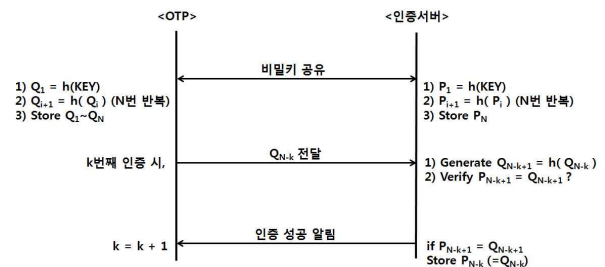 <OTP>
<인증서버>
비밀키 공유
1) Q1 = h(KEY)
2) Qi+1 = h( Qi ) (N번 반복)
3) Store Q1~QN
1) P1 = h(KEY)
2) Pi+1 = h( Pi ) (N번 반복)
3) Store PN
k번째 인증 시,
QN-k 전달
1) Generate QN-k+1 = h( QN-k )
2) Verify PN-k+1 = QN-k+1 ?
인증 성공 알림
k = k + 1
if PN-k+1 = QN-k+1
Store PN-k (=QN-k)